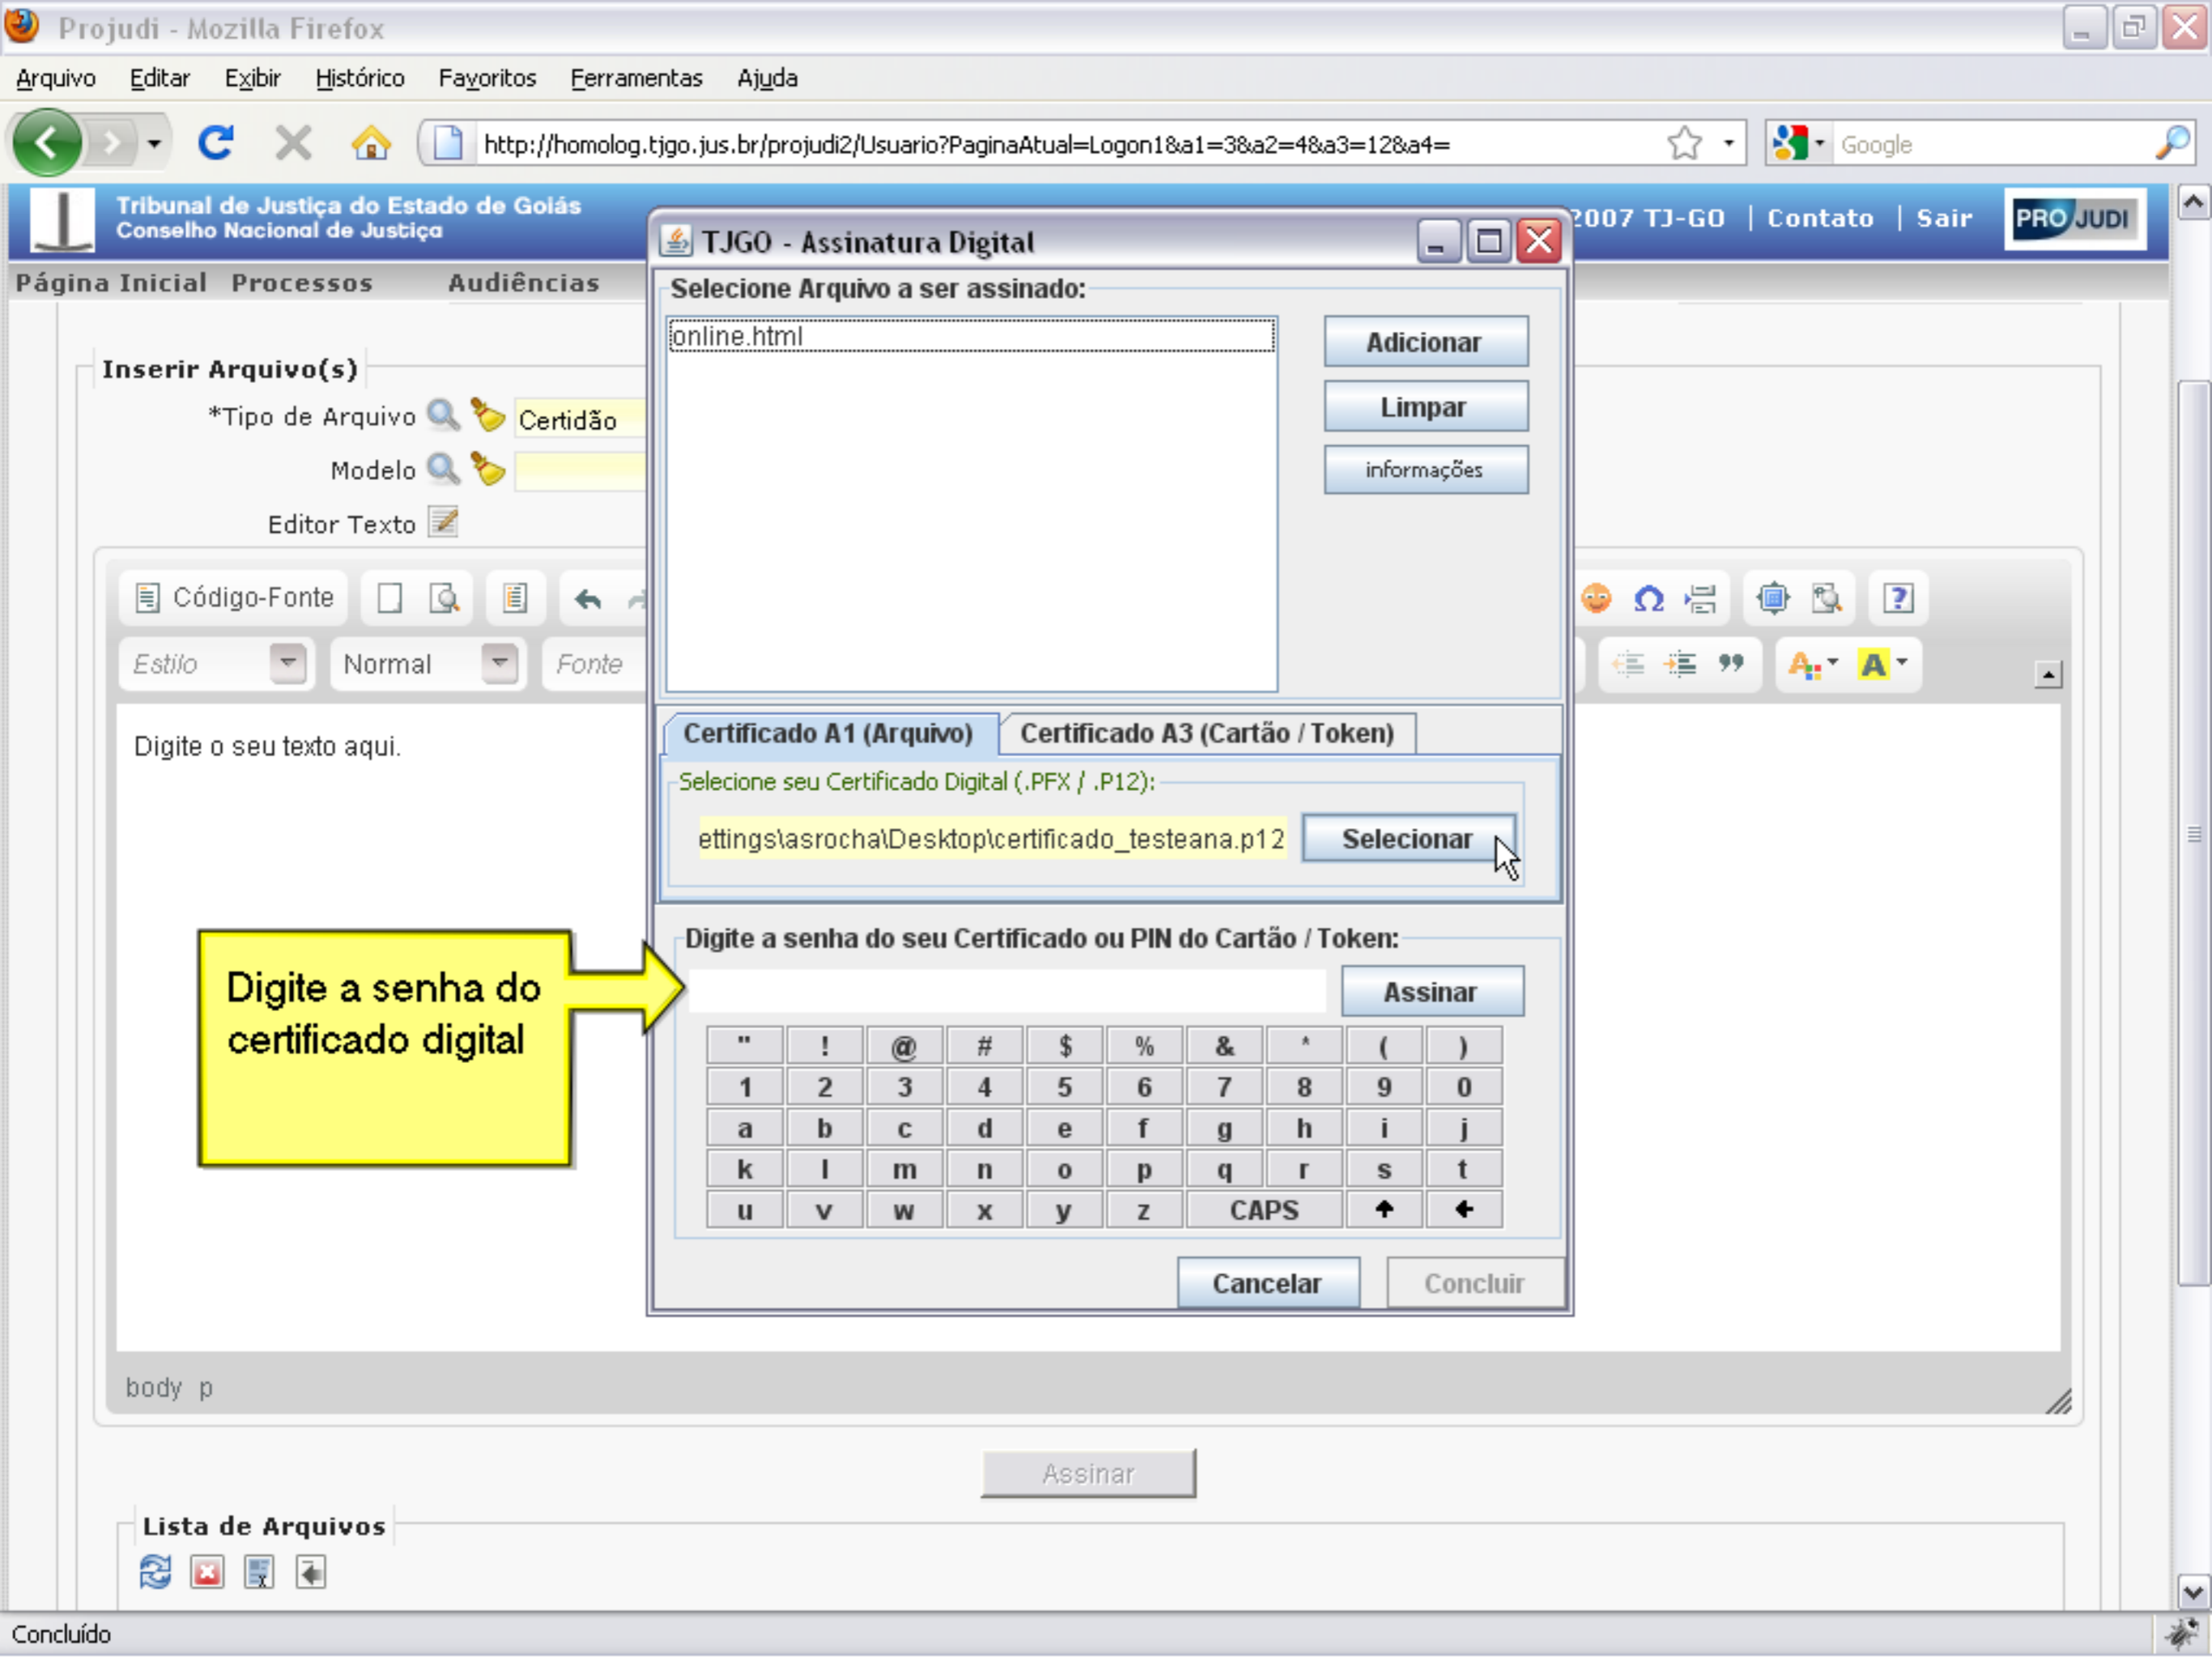 Projudi - Mozilla Firefox
Arquivo Editar Exibir Histórico Favoritos Ferramentas Ajuda
http://homolog.tjgo.jus.br/projudi2/Usuario?PaginaAtual=Logon1&a1=3&a2=4&a3=12&a4=
Google
Tribunal de Justiça do Estado de Goiás
Conselho Nacional de Justiça
2007 TJ-GO | Contato | Sair
PROJUDI
Página Inicial Processos Audiências
TJGO - Assinatura Digital
Selecione Arquivo a ser assinado:
online.html
Adicionar
Limpar
informações
Inserir Arquivo(s)
*Tipo de Arquivo Certidão
Modelo
Editor Texto
Código-Fonte
Estilo Normal Fonte
Digite o seu texto aqui.
Certificado A1 (Arquivo) Certificado A3 (Cartão / Token)
Selecione seu Certificado Digital (.PFX / .P12):
ettings\asrocha\Desktop\certificado_testeana.p12 Selecionar
Digite a senha do seu Certificado ou PIN do Cartão / Token:
Assinar
Digite a senha do
certificado digital
" ! @ # $ % & * ( )
1 2 3 4 5 6 7 8 9 0
a b c d e f g h i j
k l m n o p q r s t
u v w x y z CAPS
Cancelar Concluir
body p
Assinar
Lista de Arquivos
Concluído